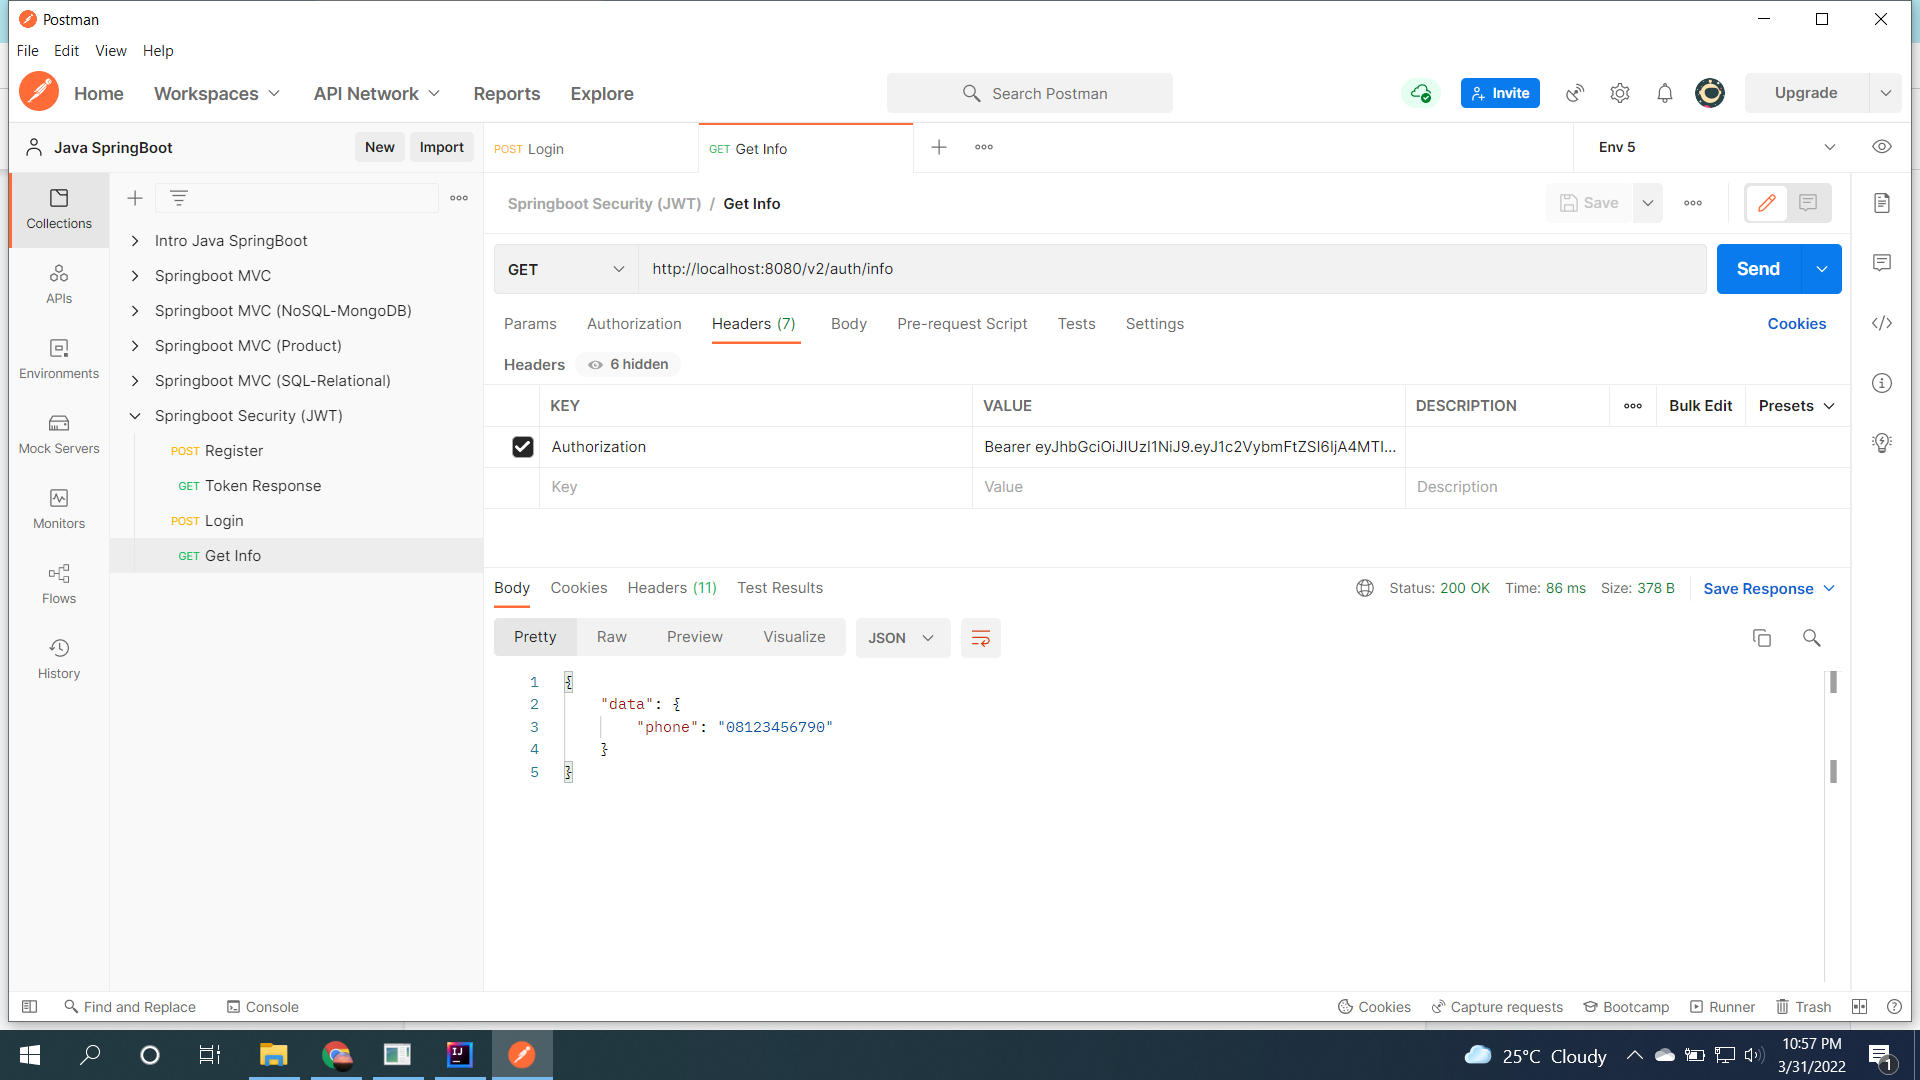 Postman
File Edit View Help
Home Workspaces API Network Reports Explore Search Postman Invite Upgrade
Java SpringBoot New Import POST Login GET Get Info Env 5
Springboot Security (JWT) / Get Info Save
Collections
APIs
Environments
Mock Servers
Monitors
Flows
History
Intro Java SpringBoot
Springboot MVC
Springboot MVC (NoSQL-MongoDB)
Springboot MVC (Product)
Springboot MVC (SQL-Relational)
Springboot Security (JWT)
POST Register
GET Token Response
POST Login
GET Get Info
GET http://localhost:8080/v2/auth/info Send
Params Authorization Headers (7) Body Pre-request Script Tests Settings Cookies
Headers 6 hidden
KEY VALUE DESCRIPTION Bulk Edit Presets
Authorization Bearer eyJhbGciOiJIUzI1NiJ9.eyJ1c2VybmFtZSI6IjA4MTI...
Key Value Description
Body Cookies Headers (11) Test Results Status: 200 OK Time: 86 ms Size: 378 B Save Response
Pretty Raw Preview Visualize JSON
1 {
2 "data": {
3 "phone": "08123456790"
4 }
5 }
Find and Replace Console Cookies Capture requests Bootcamp Runner Trash
IJ 25°C Cloudy 10:57 PM
3/31/2022 1